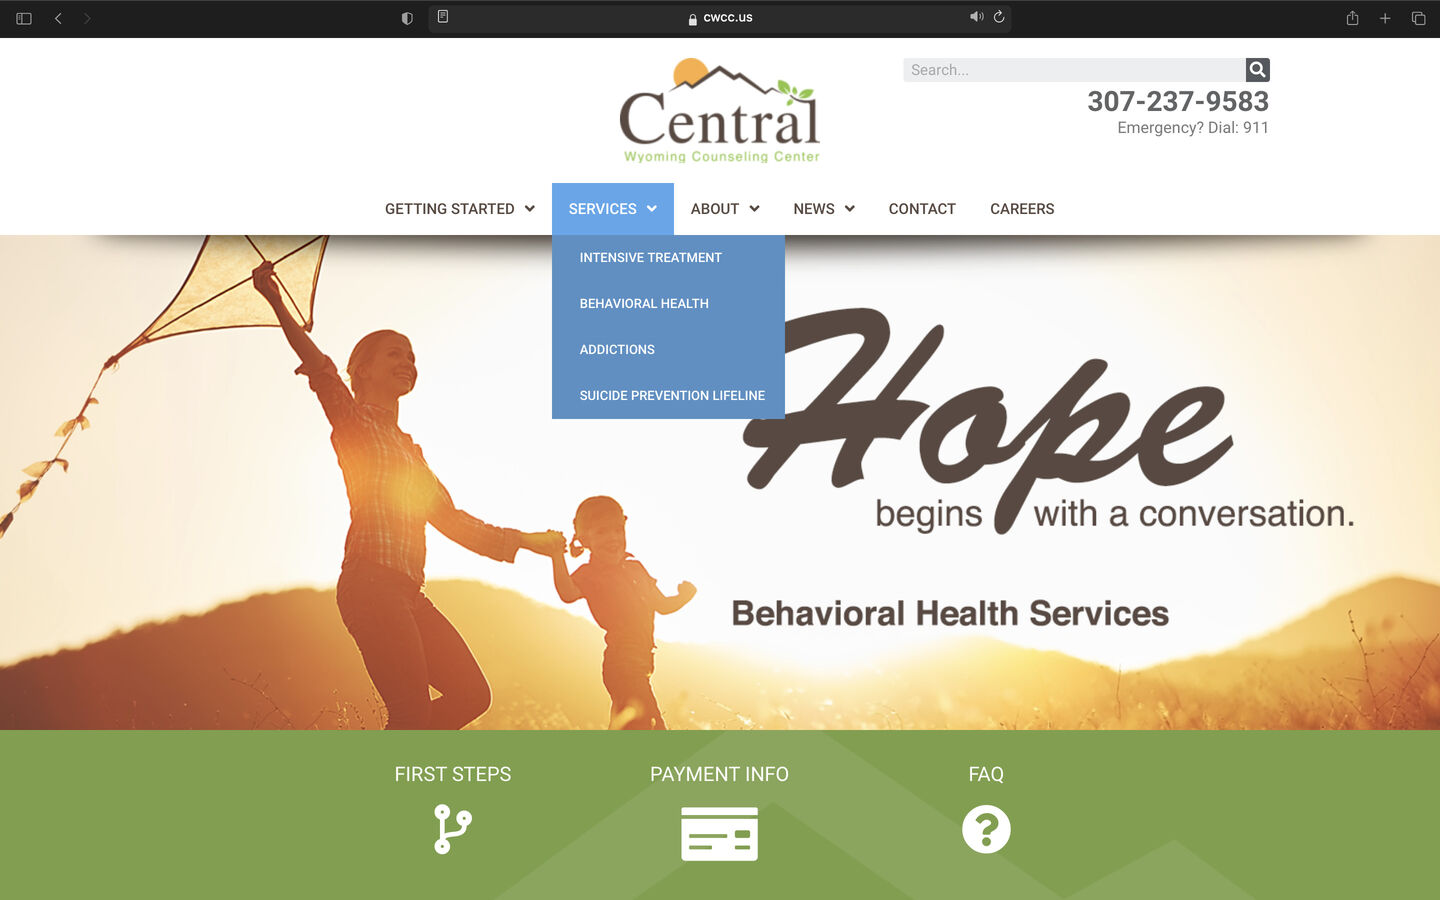 cwcc.us
Search...
307-237-9583
Emergency? Dial: 911
Central
Wyoming Counseling Center
GETTING STARTED
SERVICES
ABOUT
NEWS
CONTACT
CAREERS
INTENSIVE TREATMENT
BEHAVIORAL HEALTH
ADDICTIONS
SUICIDE PREVENTION LIFELINE
Hope
begins with a conversation.
Behavioral Health Services
FIRST STEPS
PAYMENT INFO
FAQ
?